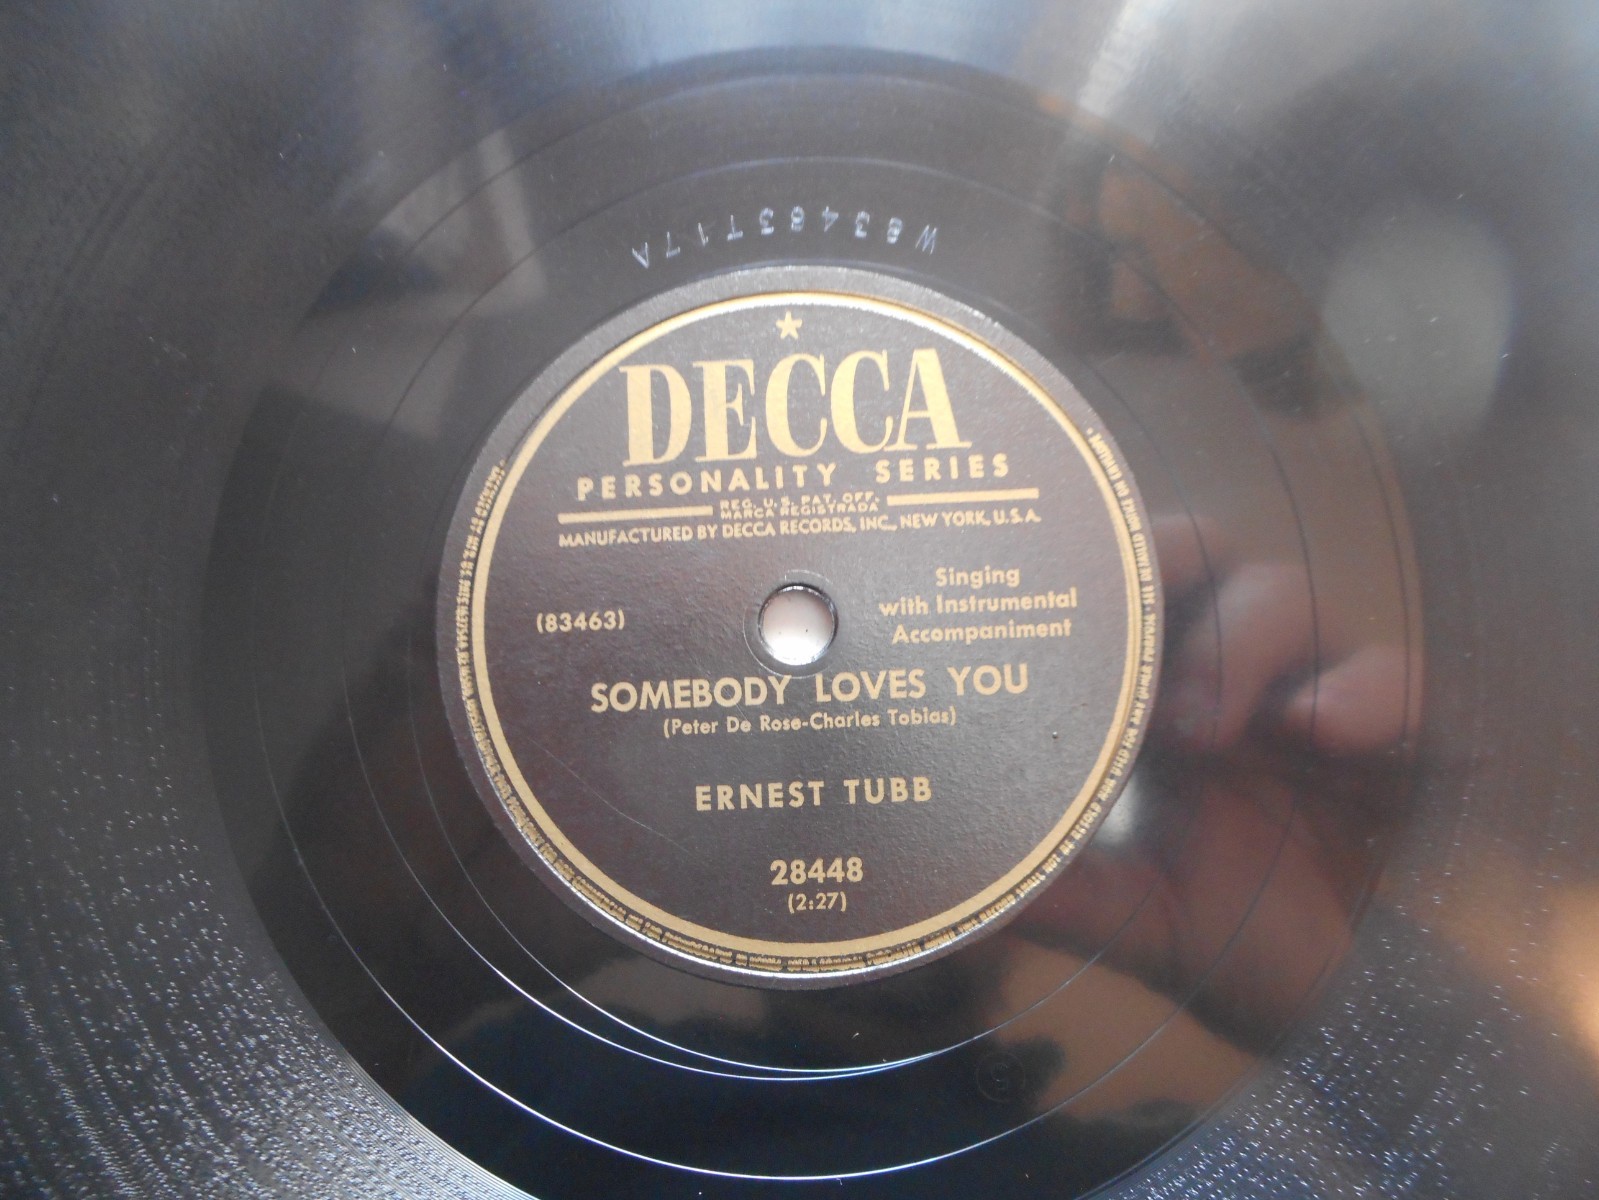 W83463T17A
DECCA
PERSONALITY SERIES
REG. U.S. PAT. OFF.
MARCA REGISTRADA
MANUFACTURED BY DECCA RECORDS, INC., NEW YORK, U.S.A.
Singing
with Instrumental
Accompaniment
(83463)
SOMEBODY LOVES YOU
(Peter De Rose-Charles Tobias)
ERNEST TUBB
28448
(2:27)